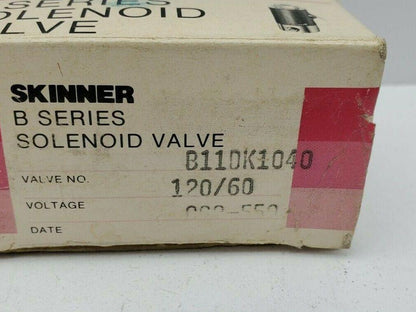 SERIES
SOLENOID
VALVE
SKINNER
B SERIES
SOLENOID VALVE
VALVE NO. B11DK1040
VOLTAGE 120/60
DATE